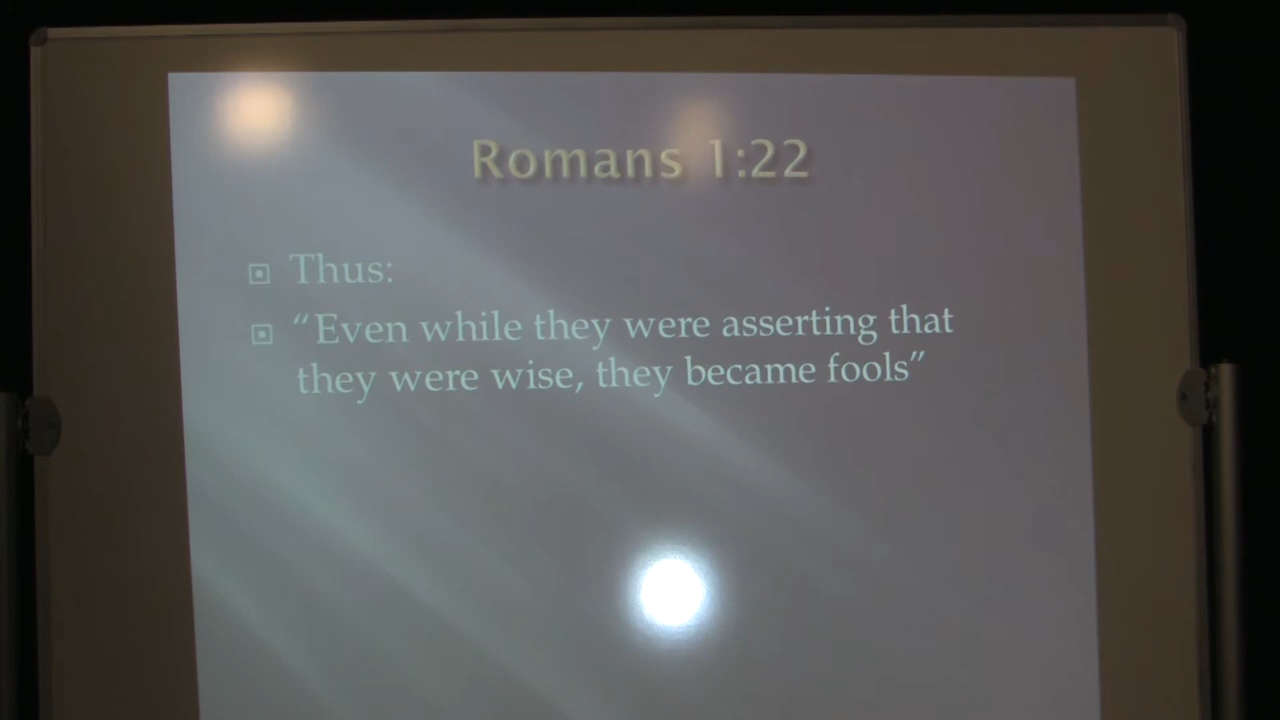 Romans 1:22
Thus:
“Even while they were asserting that
they were wise, they became fools”